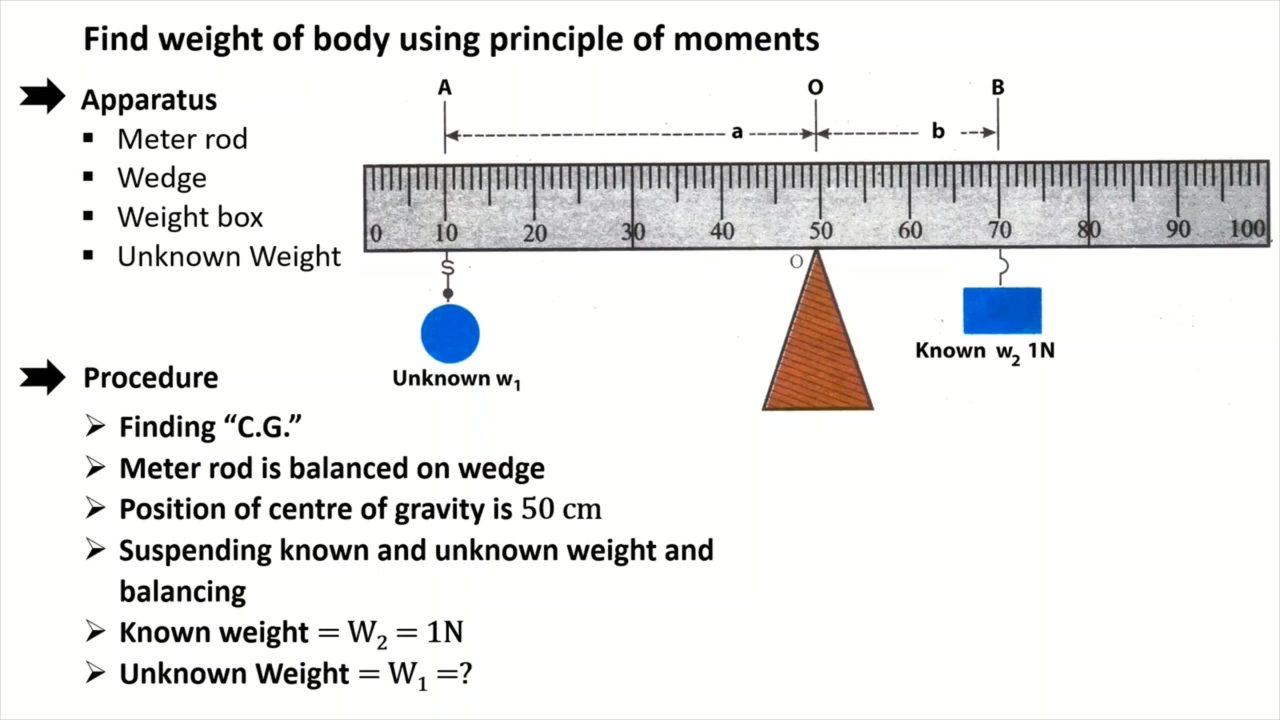 Find weight of body using principle of moments
Apparatus
▪ Meter rod
▪ Wedge
▪ Weight box
▪ Unknown Weight
A
O
B
a
b
0 10 20 30 40 50 60 70 80 90 100
S
O
Unknown w₁
Known w₂ 1N
Procedure
➢ Finding “C.G.”
➢ Meter rod is balanced on wedge
➢ Position of centre of gravity is 50 cm
➢ Suspending known and unknown weight and
balancing
➢ Known weight = W₂ = 1N
➢ Unknown Weight = W₁ =?